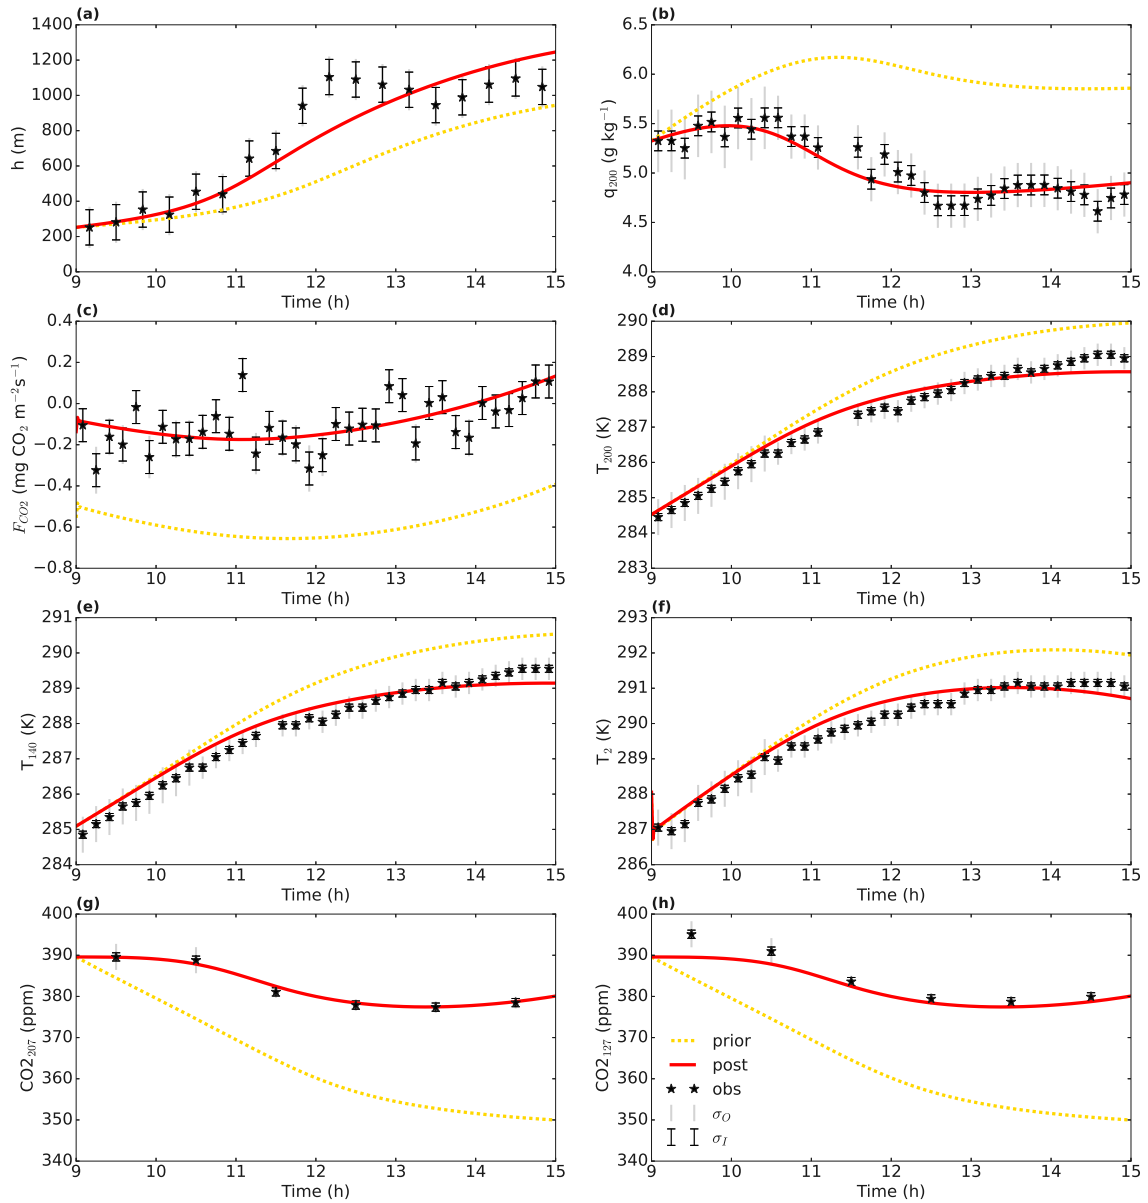 (a)
1400
1200
1000
800
600
400
200
0
h (m)
9 10 11 12 13 14 15
Time (h)
(b)
6.5
6.0
5.5
5.0
4.5
4.0
q200 (g kg−1)
9 10 11 12 13 14 15
Time (h)
(c)
0.4
0.2
0.0
−0.2
−0.4
−0.6
−0.8
FCO2 (mg CO2 m−2s−1)
9 10 11 12 13 14 15
Time (h)
(d)
290
289
288
287
286
285
284
283
T200 (K)
9 10 11 12 13 14 15
Time (h)
(e)
291
290
289
288
287
286
285
284
T140 (K)
9 10 11 12 13 14 15
Time (h)
(f)
293
292
291
290
289
288
287
286
T2 (K)
9 10 11 12 13 14 15
Time (h)
(g)
400
390
380
370
360
350
340
CO2207 (ppm)
9 10 11 12 13 14 15
Time (h)
(h)
400
390
380
370
360
350
340
CO2127 (ppm)
prior
post
obs
σO
σI
9 10 11 12 13 14 15
Time (h)